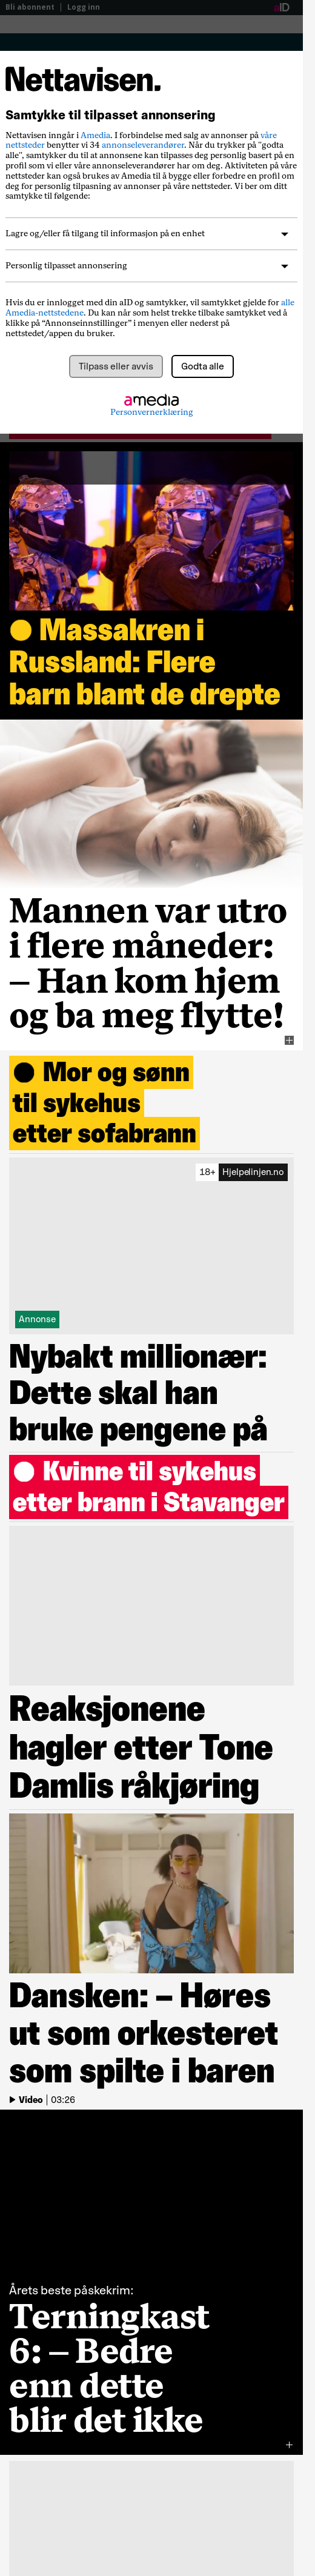 Bli abonnent | Logg inn
aID
Nettavisen.
Samtykke til tilpasset annonsering
Nettavisen inngår i Amedia. I forbindelse med salg av annonser på våre
nettsteder benytter vi 34 annonseleverandører. Når du trykker på "godta
alle", samtykker du til at annonsene kan tilpasses deg personlig basert på en
profil som vi eller våre annonseleverandører har om deg. Aktiviteten på våre
nettsteder kan også brukes av Amedia til å bygge eller forbedre en profil om
deg for personlig tilpasning av annonser på våre nettsteder. Vi ber om ditt
samtykke til følgende:
Lagre og/eller få tilgang til informasjon på en enhet
Personlig tilpasset annonsering
Hvis du er innlogget med din aID og samtykker, vil samtykket gjelde for alle
Amedia-nettstedene. Du kan når som helst trekke tilbake samtykket ved å
klikke på “Annonseinnstillinger” i menyen eller nederst på
nettstedet/appen du bruker.
Tilpass eller avvis
Godta alle
amedia
Personvernerklæring
Massakren i
Russland: Flere
barn blant de drepte
Mannen var utro
i flere måneder:
– Han kom hjem
og ba meg flytte!
Mor og sønn
til sykehus
etter sofabrann
18+ Hjelpelinjen.no
Annonse
Nybakt millionær:
Dette skal han
bruke pengene på
Kvinne til sykehus
etter brann i Stavanger
Reaksjonene
hagler etter Tone
Damlis råkjøring
Dansken: – Høres
ut som orkesteret
som spilte i baren
Video | 03:26
Årets beste påskekrim:
Terningkast
6: – Bedre
enn dette
blir det ikke